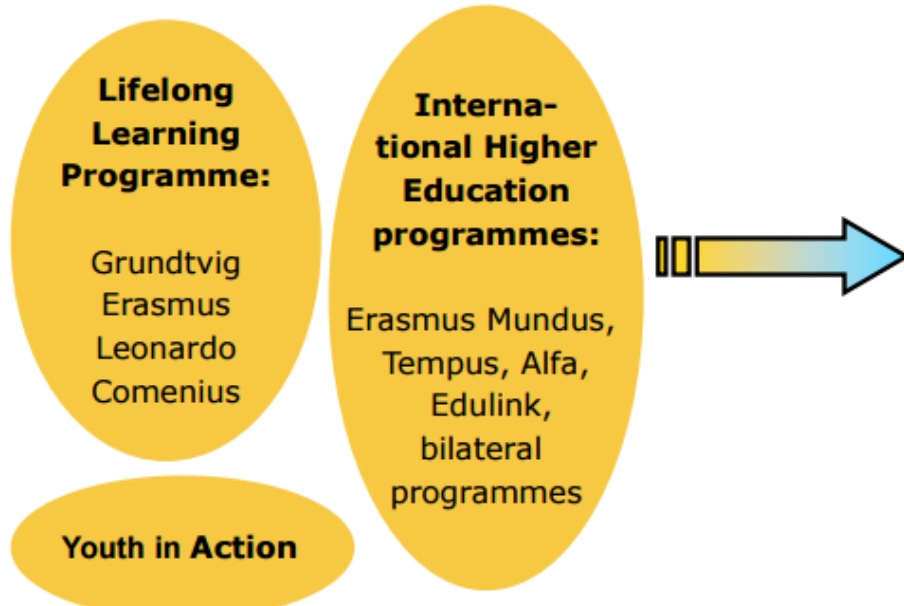 Lifelong
Learning
Programme:
Grundtvig
Erasmus
Leonardo
Comenius
Interna-
tional Higher
Education
programmes:
Erasmus Mundus,
Tempus, Alfa,
Edulink,
bilateral
programmes
Youth in Action